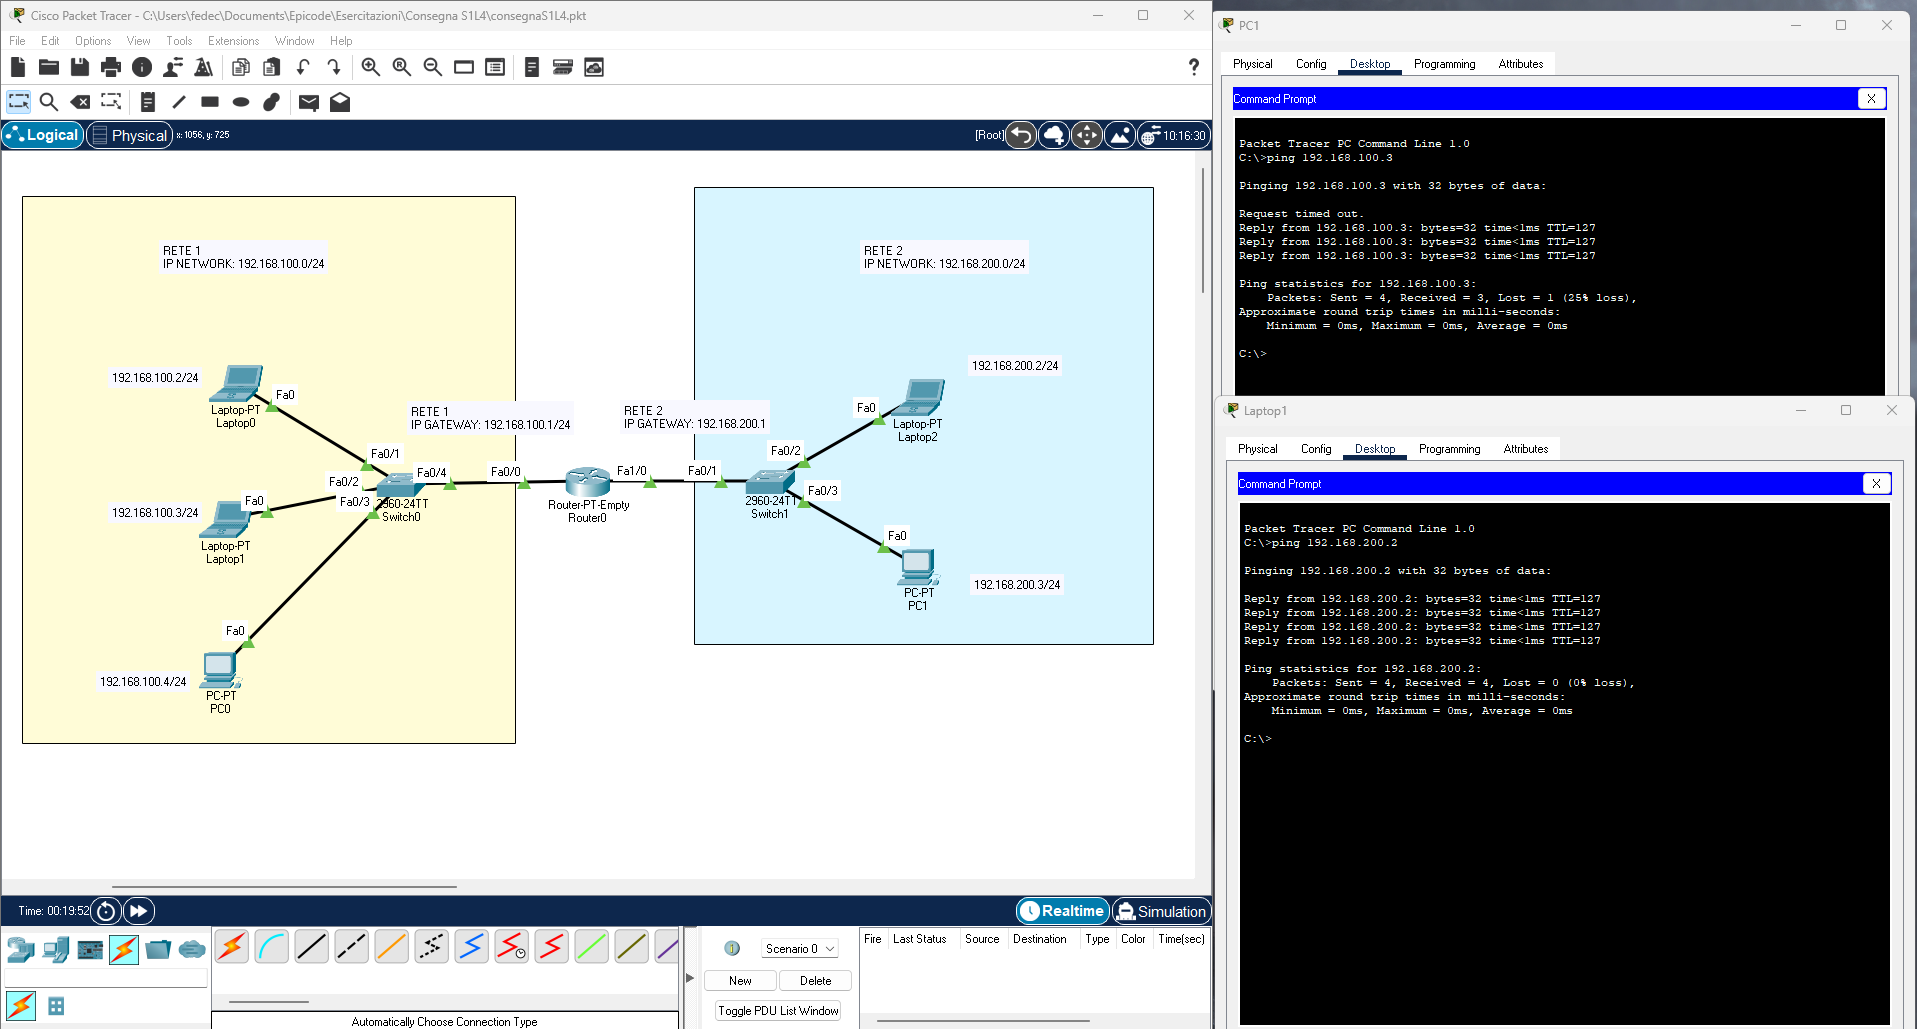 Cisco Packet Tracer - C:\Users\fedec\Documents\Epicode\Esercitazioni\Consegna S1L4\consegnaS1L4.pkt
File Edit Options View Tools Extensions Window Help
?
Logical Physical x: 1056, y: 725 [Root] 10:16:30
RETE 1
IP NETWORK: 192.168.100.0/24
RETE 2
IP NETWORK: 192.168.200.0/24
192.168.100.2/24
Fa0
Laptop-PT
Laptop0
RETE 1
IP GATEWAY: 192.168.100.1/24
RETE 2
IP GATEWAY: 192.168.200.1
192.168.200.2/24
Fa0
Laptop-PT
Laptop2
Fa0/1
Fa0/2
Fa0/3
Fa0/4
Fa0/0
Fa1/0
Fa0/1
Fa0/2
Fa0/3
192.168.100.3/24
Fa0
Laptop-PT
Laptop1
2960-24TT
Switch0
Router-PT-Empty
Router0
2960-24TT
Switch1
Fa0
PC-PT
PC1
192.168.200.3/24
Fa0
192.168.100.4/24
PC-PT
PC0
Time: 00:19:52
Realtime Simulation
Scenario 0
New Delete
Toggle PDU List Window
Fire Last Status Source Destination Type Color Time(sec)
Automatically Choose Connection Type
PC1
Physical Config Desktop Programming Attributes
Command Prompt X
Packet Tracer PC Command Line 1.0
C:\>ping 192.168.100.3
Pinging 192.168.100.3 with 32 bytes of data:
Request timed out.
Reply from 192.168.100.3: bytes=32 time<1ms TTL=127
Reply from 192.168.100.3: bytes=32 time<1ms TTL=127
Reply from 192.168.100.3: bytes=32 time<1ms TTL=127
Ping statistics for 192.168.100.3:
Packets: Sent = 4, Received = 3, Lost = 1 (25% loss),
Approximate round trip times in milli-seconds:
Minimum = 0ms, Maximum = 0ms, Average = 0ms
C:\>
Laptop1
Physical Config Desktop Programming Attributes
Command Prompt X
Packet Tracer PC Command Line 1.0
C:\>ping 192.168.200.2
Pinging 192.168.200.2 with 32 bytes of data:
Reply from 192.168.200.2: bytes=32 time<1ms TTL=127
Reply from 192.168.200.2: bytes=32 time<1ms TTL=127
Reply from 192.168.200.2: bytes=32 time<1ms TTL=127
Reply from 192.168.200.2: bytes=32 time<1ms TTL=127
Ping statistics for 192.168.200.2:
Packets: Sent = 4, Received = 4, Lost = 0 (0% loss),
Approximate round trip times in milli-seconds:
Minimum = 0ms, Maximum = 0ms, Average = 0ms
C:\>